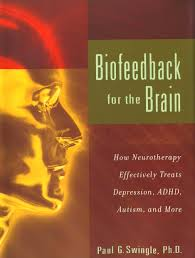 Biofeedback
for the Brain
How Neurotherapy
Effectively Treats
Depression, ADHD,
Autism, and More
Paul G. Swingle, Ph.D.